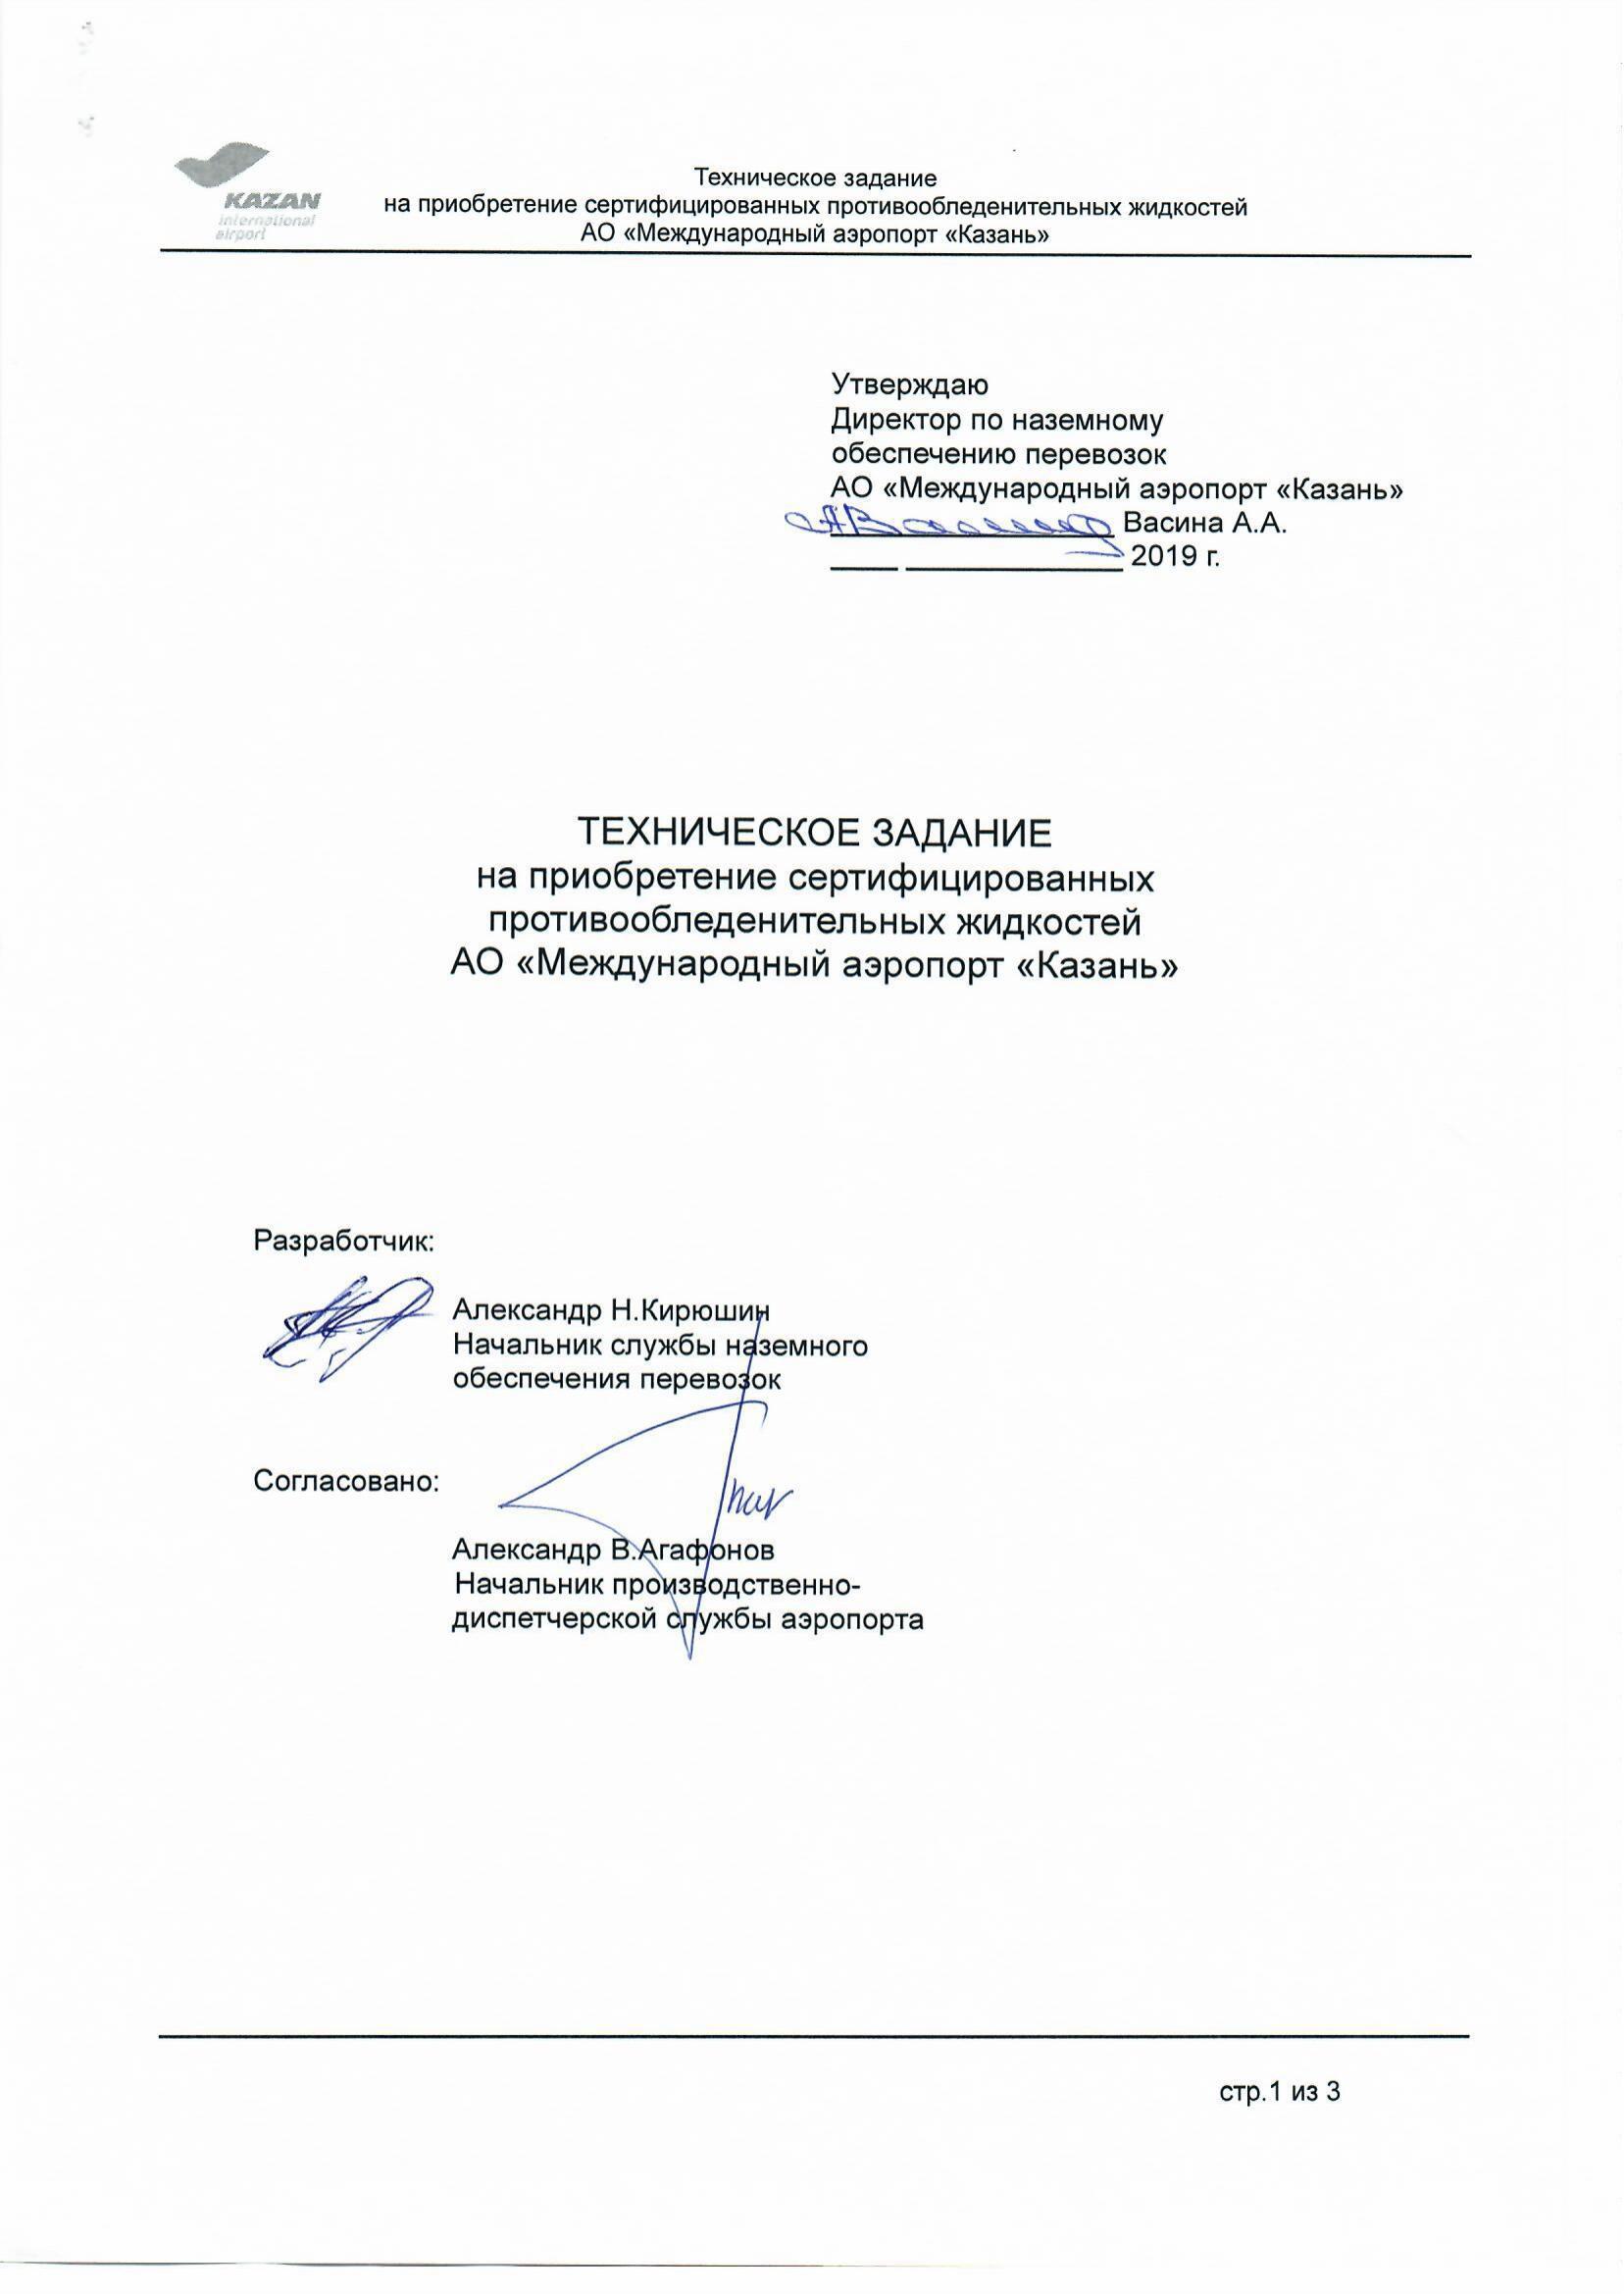 KAZAN
international
airport
Техническое задание
на приобретение сертифицированных противообледенительных жидкостей
АО «Международный аэропорт «Казань»
Утверждаю
Директор по наземному
обеспечению перевозок
АО «Международный аэропорт «Казань»
Васина А.А.
2019 г.
ТЕХНИЧЕСКОЕ ЗАДАНИЕ
на приобретение сертифицированных
противообледенительных жидкостей
АО «Международный аэропорт «Казань»
Разработчик:
Александр Н.Кирюшин
Начальник службы наземного
обеспечения перевозок
Согласовано:
Александр В.Агафонов
Начальник производственно-
диспетчерской службы аэропорта
стр.1 из 3